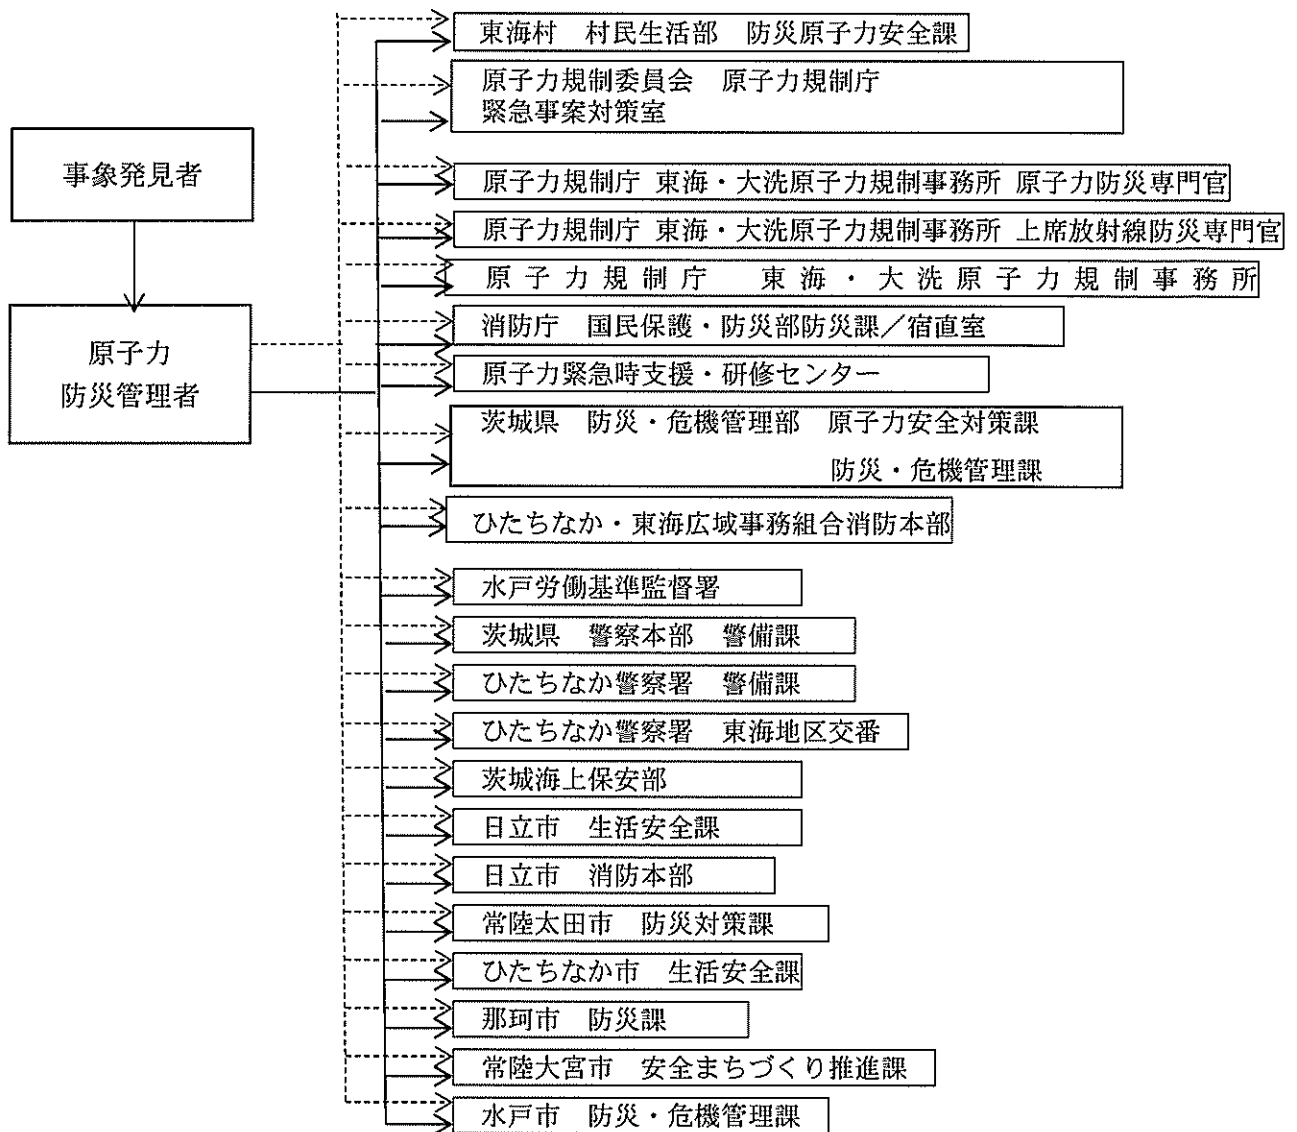 東海村　村民生活部　防災原子力安全課
原子力規制委員会　原子力規制庁
緊急事案対策室
事象発見者
原子力規制庁 東海・大洗原子力規制事務所 原子力防災専門官
原子力規制庁 東海・大洗原子力規制事務所 上席放射線防災専門官
原子力規制庁　東海・大洗原子力規制事務所
原子力
防災管理者
消防庁　国民保護・防災部防災課／宿直室
原子力緊急時支援・研修センター
茨城県　防災・危機管理部　原子力安全対策課
防災・危機管理課
ひたちなか・東海広域事務組合消防本部
水戸労働基準監督署
茨城県　警察本部　警備課
ひたちなか警察署　警備課
ひたちなか警察署　東海地区交番
茨城海上保安部
日立市　生活安全課
日立市　消防本部
常陸太田市　防災対策課
ひたちなか市　生活安全課
那珂市　防災課
常陸大宮市　安全まちづくり推進課
水戸市　防災・危機管理課